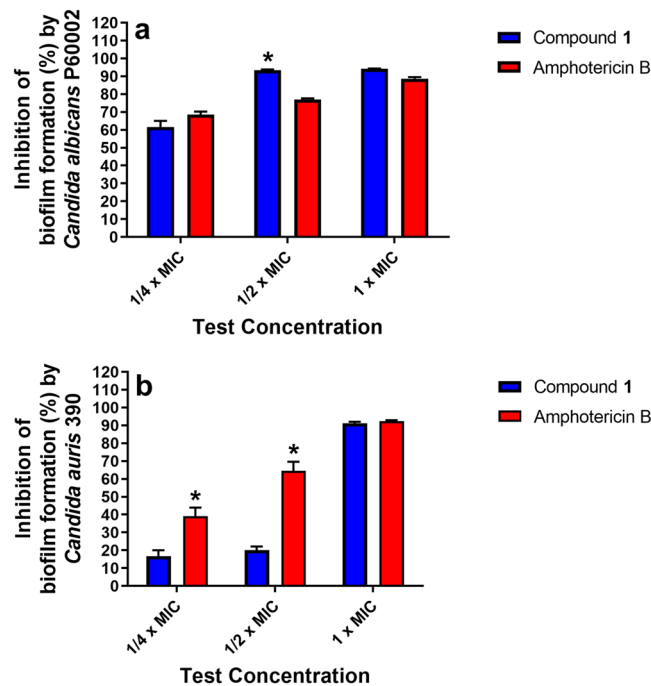 a
Inhibition of
biofilm formation (%) by
Candida albicans P60002
120
110
100
90
80
70
60
50
40
30
20
10
0
*
1/4 x MIC
1/2 x MIC
1 x MIC
Test Concentration
Compound 1
Amphotericin B
b
Inhibition of
biofilm formation (%) by
Candida auris 390
120
110
100
90
80
70
60
50
40
30
20
10
0
*
*
1/4 x MIC
1/2 x MIC
1 x MIC
Test Concentration
Compound 1
Amphotericin B